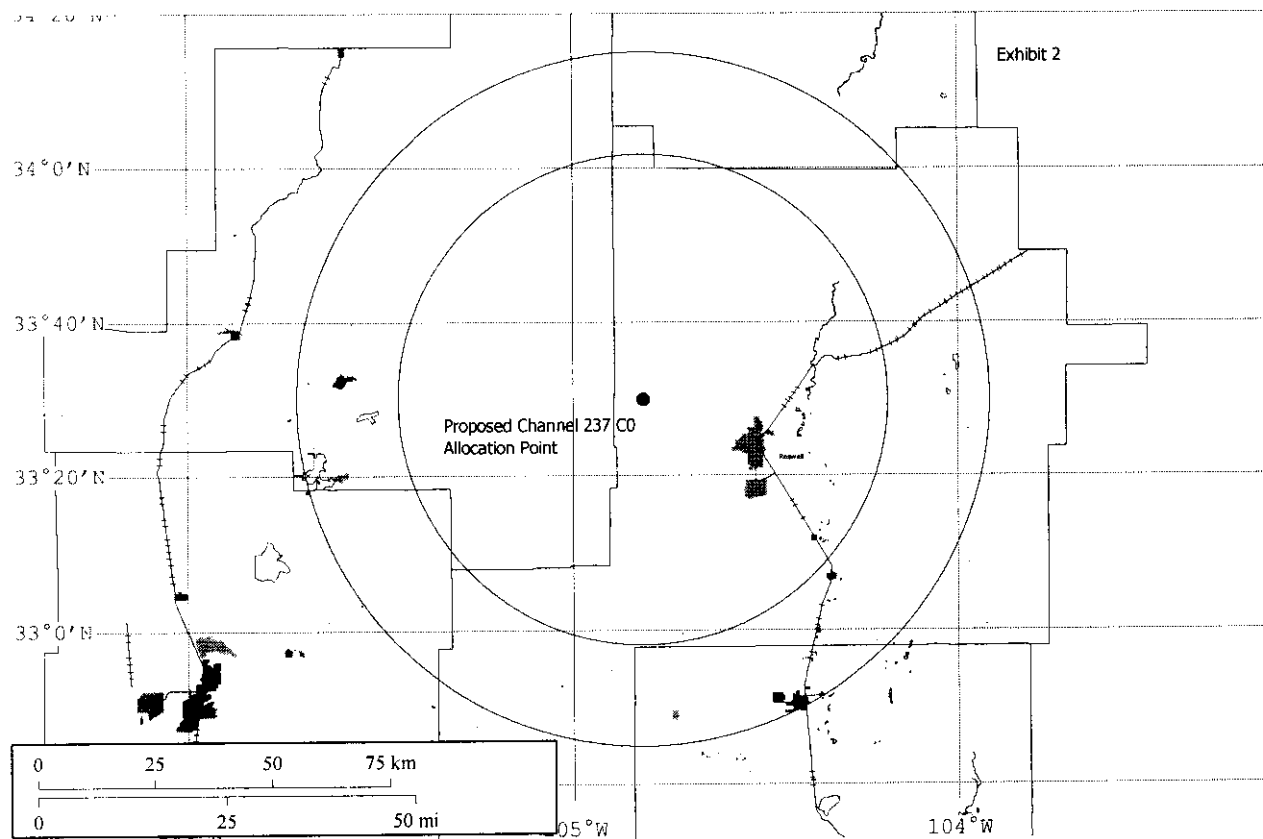 Exhibit 2
34°0'N
33°40'N
Proposed Channel 237 C0
Allocation Point
Roswell
33°20'N
33°0'N
0 25 50 75 km
0 25 50 mi
104°W